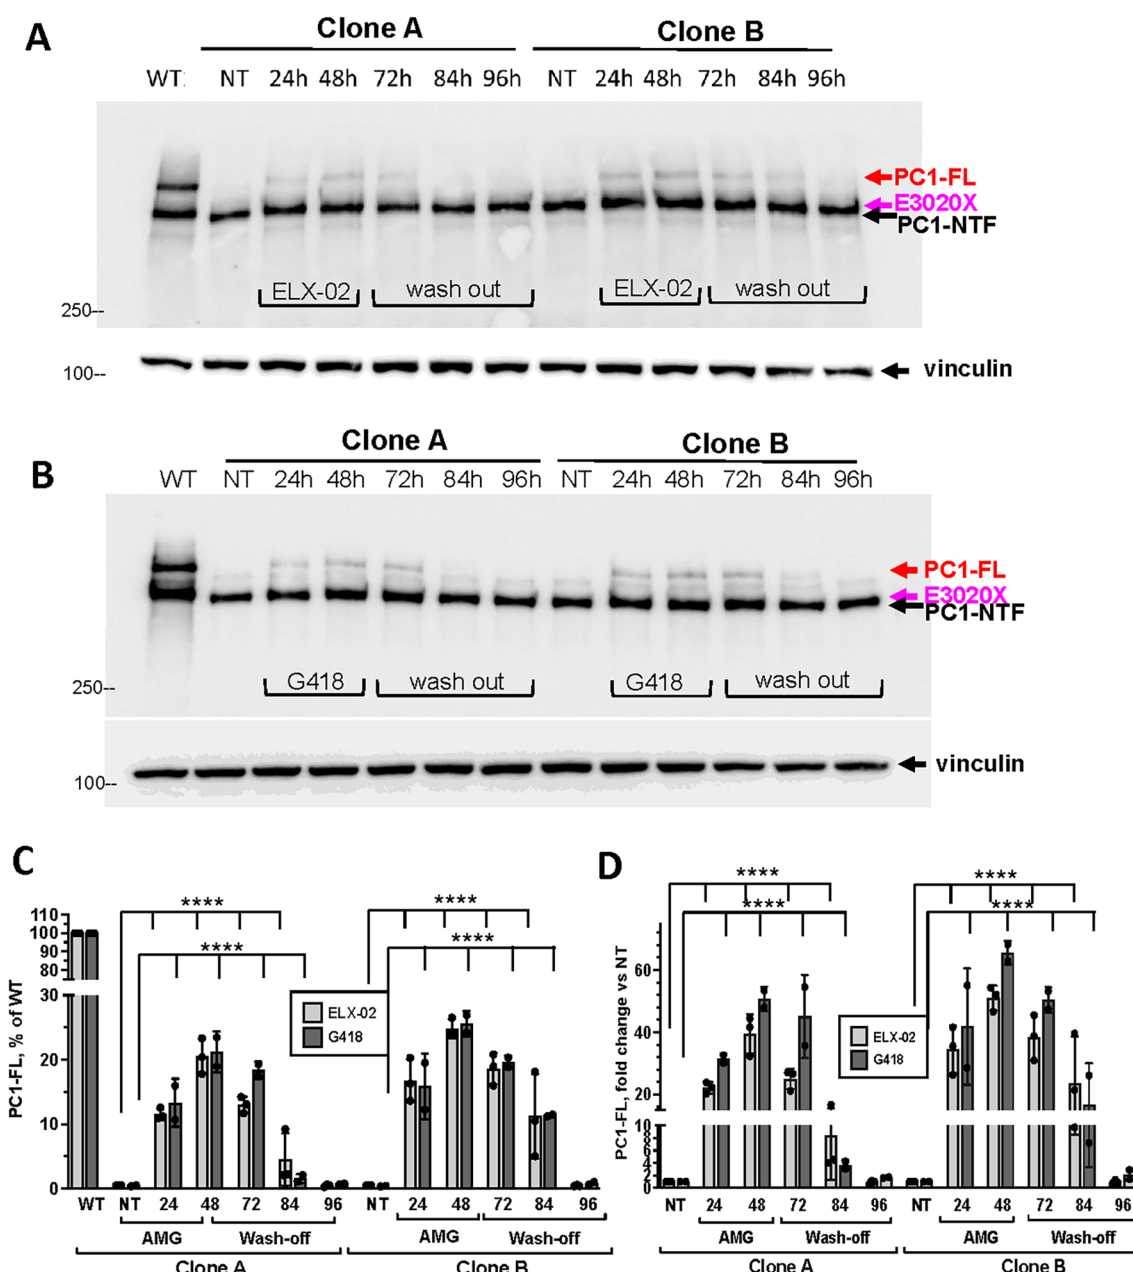 A
Clone A
Clone B
WT:
NT
24h
48h
72h
84h
96h
NT
24h
48h
72h
84h
96h
PC1-FL
E3020X
PC1-NTF
ELX-02
wash out
ELX-02
wash out
250--
100--
vinculin
B
Clone A
Clone B
WT
NT
24h
48h
72h
84h
96h
NT
24h
48h
72h
84h
96h
PC1-FL
E3020X
PC1-NTF
G418
wash out
G418
wash out
250--
100--
vinculin
C
PC1-FL, % of WT
110
100
90
80
30
20
10
0
****
****
****
****
ELX-02
G418
WT
NT
24
48
72
84
96
NT
24
48
72
84
96
AMG
Wash-off
AMG
Wash-off
Clone A
Clone B
D
PC1-FL, fold change vs NT
60
40
20
10
8
6
4
2
0
****
****
****
****
ELX-02
G418
NT
24
48
72
84
96
NT
24
48
72
84
96
AMG
Wash-off
AMG
Wash-off
Clone A
Clone B